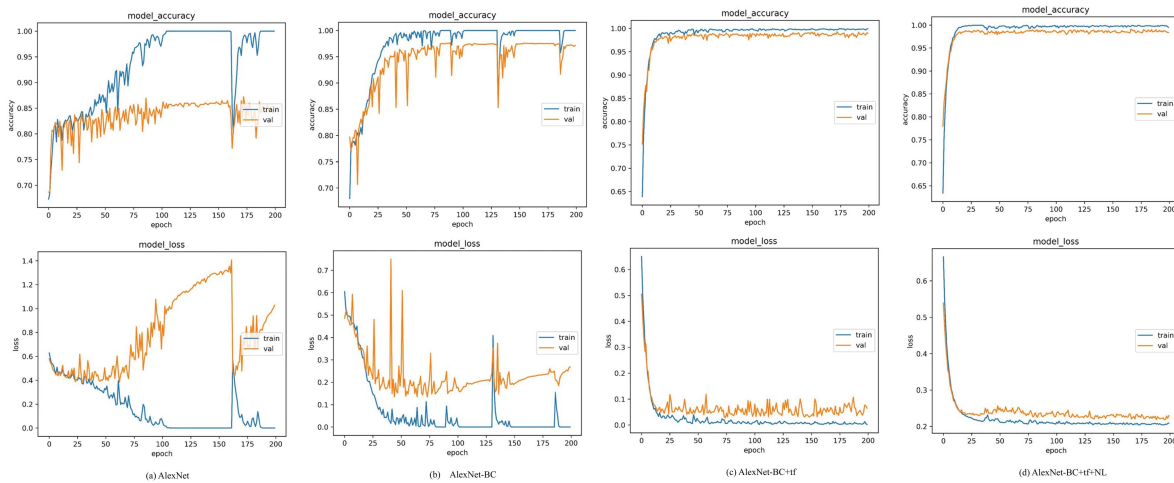 model_accuracy
1.00
0.95
0.90
0.85
0.80
0.75
0.70
accuracy
train
val
0 25 50 75 100 125 150 175 200
epoch
model_accuracy
1.00
0.95
0.90
0.85
0.80
0.75
0.70
accuracy
train
val
0 25 50 75 100 125 150 175 200
epoch
model_accuracy
1.00
0.95
0.90
0.85
0.80
0.75
0.70
0.65
accuracy
train
val
0 25 50 75 100 125 150 175 200
epoch
model_accuracy
1.00
0.95
0.90
0.85
0.80
0.75
0.70
0.65
accuracy
train
val
0 25 50 75 100 125 150 175 200
epoch
model_loss
1.4
1.2
1.0
0.8
0.6
0.4
0.2
0.0
loss
train
val
0 25 50 75 100 125 150 175 200
epoch
(a) AlexNet
model_loss
0.7
0.6
0.5
0.4
0.3
0.2
0.1
0.0
loss
train
val
0 25 50 75 100 125 150 175 200
epoch
(b) AlexNet-BC
model_loss
0.6
0.5
0.4
0.3
0.2
0.1
0.0
loss
train
val
0 25 50 75 100 125 150 175 200
epoch
(c) AlexNet-BC+tf
model_loss
0.6
0.5
0.4
0.3
0.2
loss
train
val
0 25 50 75 100 125 150 175 200
epoch
(d) AlexNet-BC+tf+NL